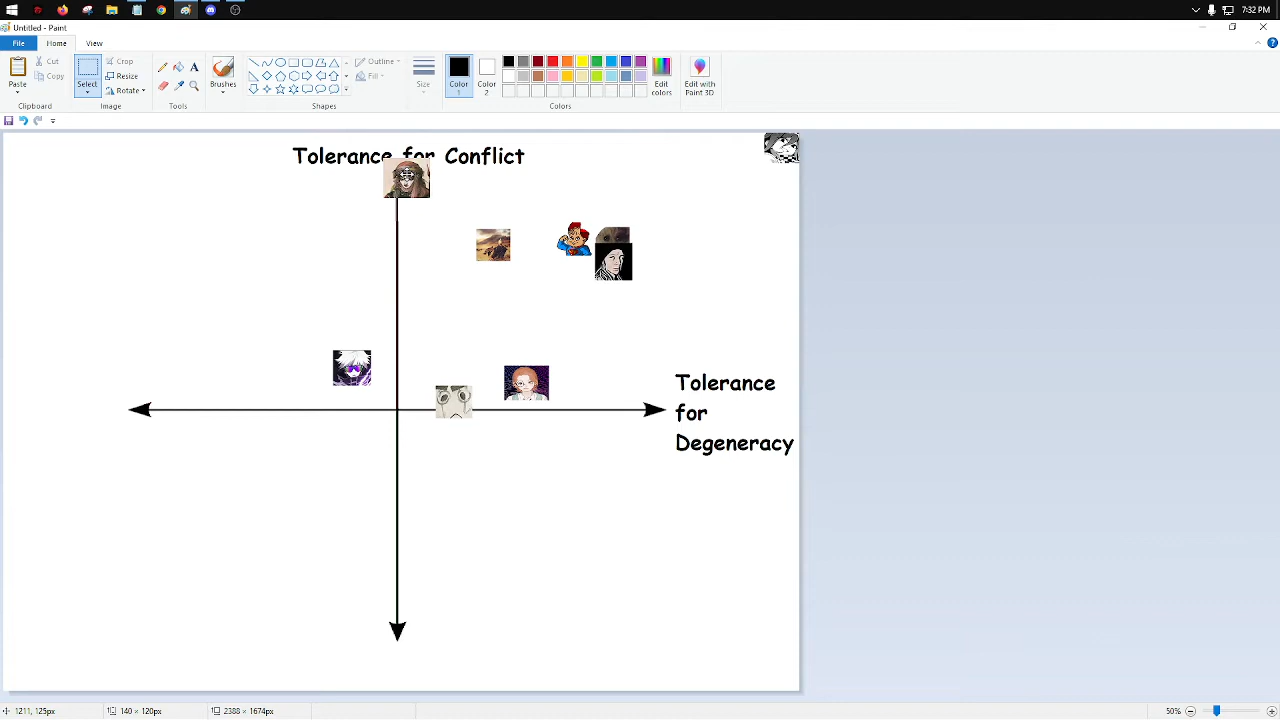 7:32 PM
Untitled - Paint
File Home View
Paste
Cut
Copy
Clipboard
Select
Crop
Resize
Rotate
Image
Tools
Brushes
Shapes
Outline
Fill
Size
Color 1
Color 2
Colors
Edit colors
Edit with Paint 3D
Tolerance for Conflict
Tolerance
for
Degeneracy
1211, 125px
140 × 120px
2388 × 1674px
50%